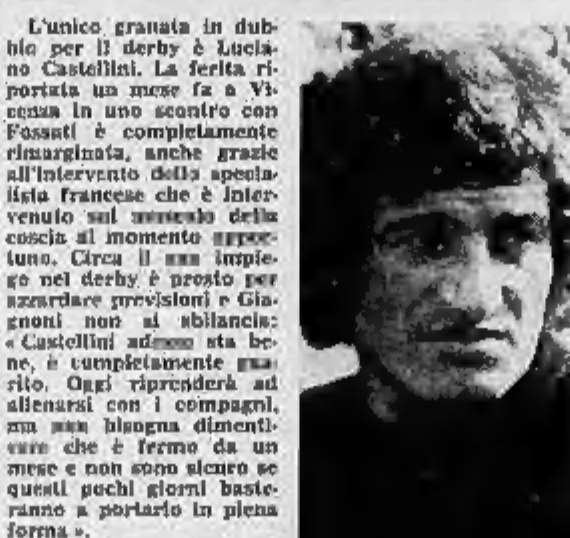 L'unico granata in dub-
bio per il derby è Lucia-
no Castellini. La ferita ri-
portata un mese fa a Vi-
cenza in uno scontro con
Fossati è completamente
rimarginata, anche grazie
all'intervento dello specia-
lista francese che è inter-
venuto sul muscolo della
coscia al momento oppor-
tuno. Circa il suo impie-
go nel derby è presto per
azzardare previsioni e Gia-
gnoni non si sbilancia:
« Castellini adesso sta be-
ne, è completamente gua-
rito. Oggi riprenderà ad
allenarsi con i compagni,
ma non bisogna dimenti-
care che è fermo da un
mese e non sono sicuro se
questi pochi giorni baste-
ranno a portarlo in piena
forma ».